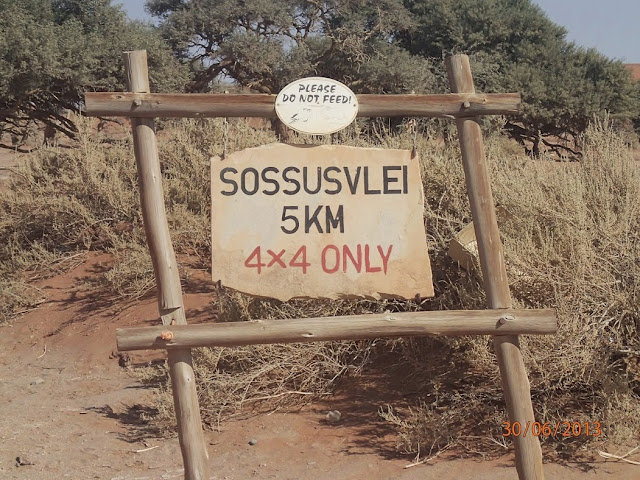 PLEASE
DO NOT FEED!
SOSSUSVLEI
5KM
4×4 ONLY
30/06/2013